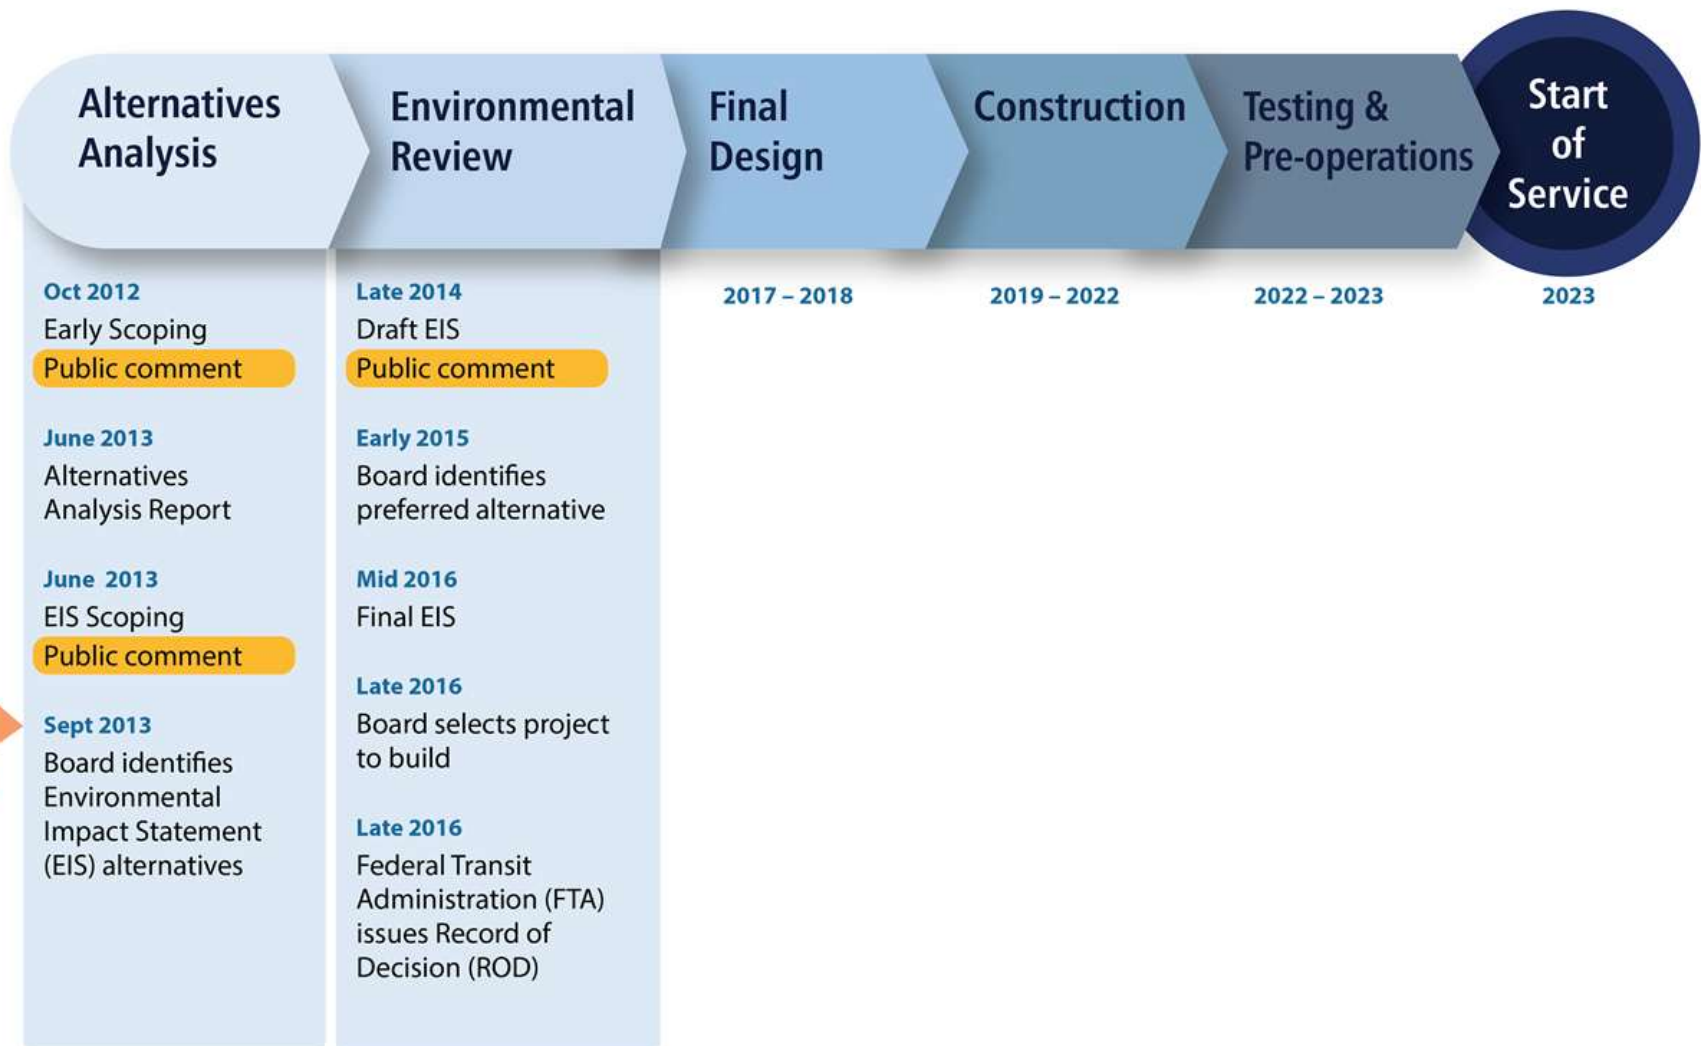 Alternatives
Analysis
Environmental
Review
Final
Design
Construction
Testing &
Pre-operations
Start
of
Service
Oct 2012
Early Scoping
Public comment
June 2013
Alternatives
Analysis Report
June 2013
EIS Scoping
Public comment
Sept 2013
Board identifies
Environmental
Impact Statement
(EIS) alternatives
Late 2014
Draft EIS
Public comment
Early 2015
Board identifies
preferred alternative
Mid 2016
Final EIS
Late 2016
Board selects project
to build
Late 2016
Federal Transit
Administration (FTA)
issues Record of
Decision (ROD)
2017 – 2018
2019 – 2022
2022 – 2023
2023